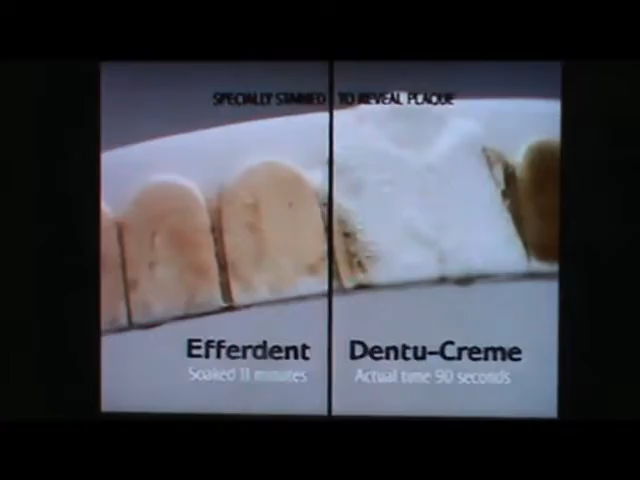 SPECIALLY STAINED TO REVEAL PLAQUE
Efferdent
Soaked 11 minutes
Dentu-Creme
Actual time 90 seconds